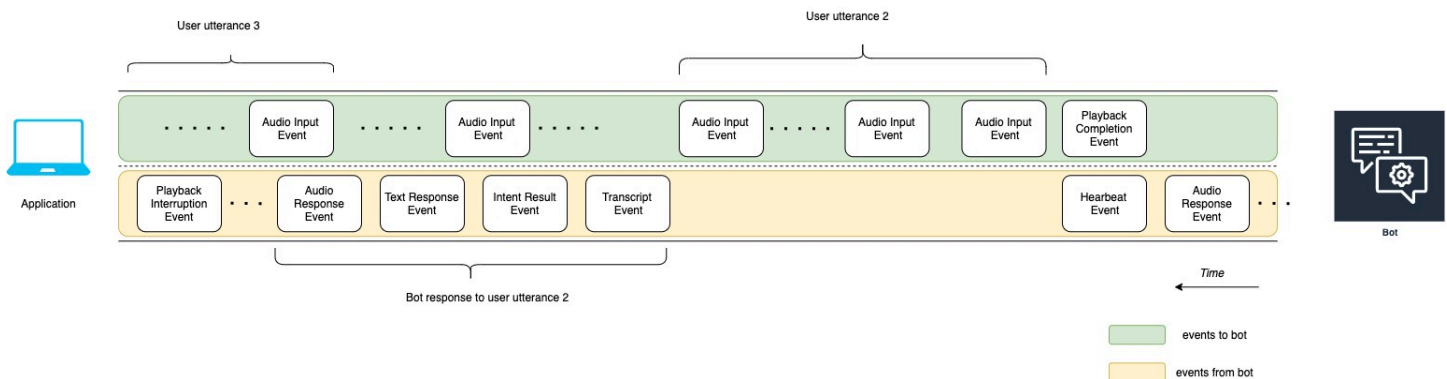 User utterance 3
User utterance 2
Audio Input
Event
Audio Input
Event
Audio Input
Event
Audio Input
Event
Audio Input
Event
Playback
Completion
Event
Application
Playback
Interruption
Event
Audio
Response
Event
Text Response
Event
Intent Result
Event
Transcript
Event
Hearbeat
Event
Audio
Response
Event
Bot
Bot response to user utterance 2
Time
events to bot
events from bot